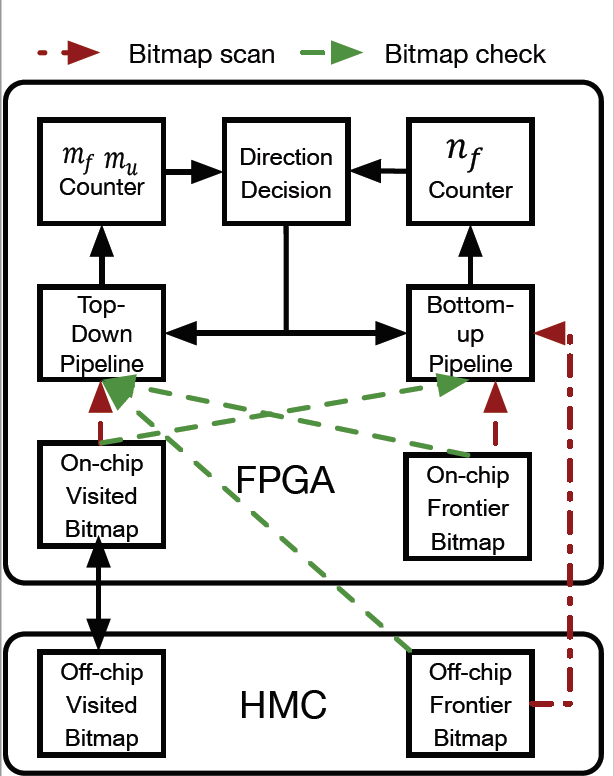 Bitmap scan
Bitmap check
m_f m_u
Counter
Direction
Decision
n_f
Counter
Top-
Down
Pipeline
Bottom-
up
Pipeline
On-chip
Visited
Bitmap
FPGA
On-chip
Frontier
Bitmap
Off-chip
Visited
Bitmap
HMC
Off-chip
Frontier
Bitmap